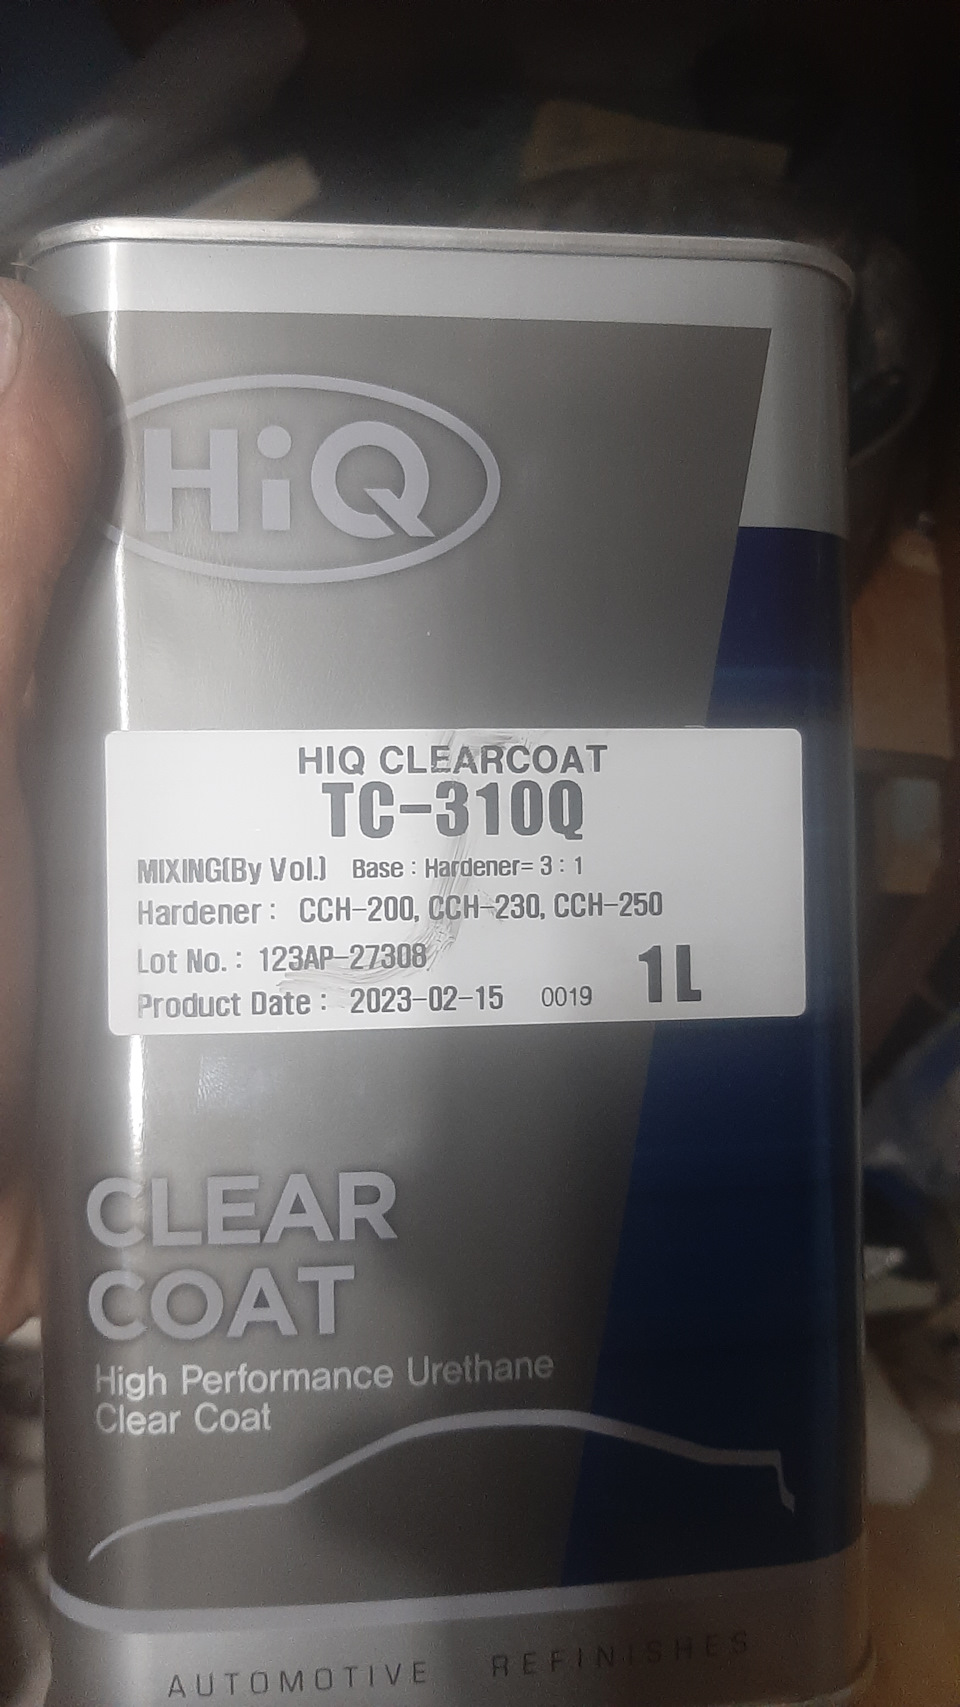 HiQ
HIQ CLEARCOAT
TC-310Q
MIXING(By Vol.) Base : Hardener= 3 : 1
Hardener : CCH-200, CCH-230, CCH-250
Lot No. : 123AP-27308
Product Date : 2023-02-15 0019 1L
CLEAR
COAT
High Performance Urethane
Clear Coat
AUTOMOTIVE REFINISHES